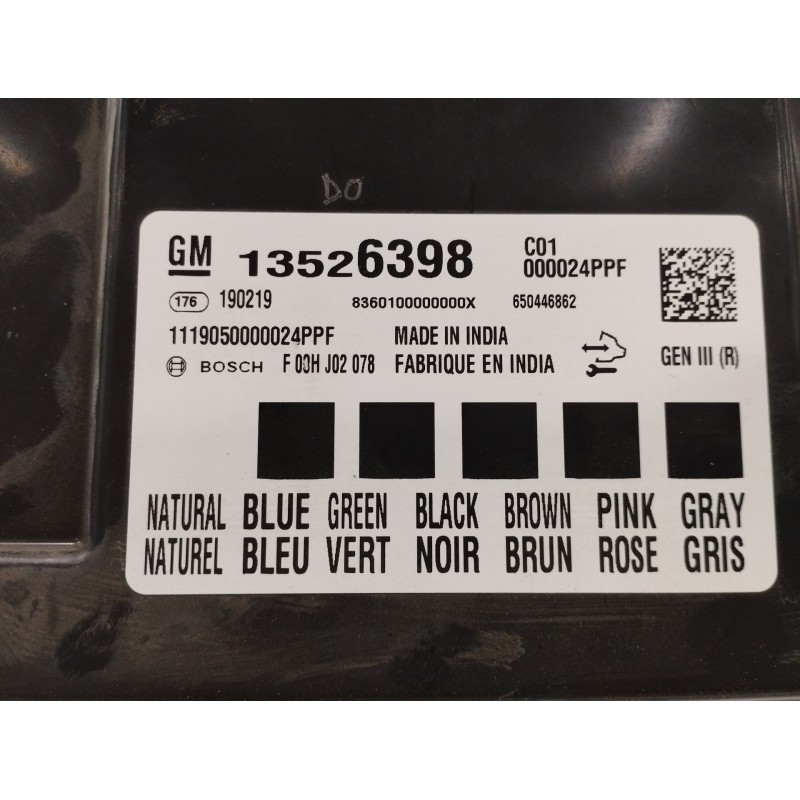 DO
GM 13526398 C01
000024PPF
176 190219 8360100000000X 650446862
1119050000024PPF MADE IN INDIA
BOSCH F 00H J02 078 FABRIQUE EN INDIA GEN III (R)
NATURAL BLUE GREEN BLACK BROWN PINK GRAY
NATUREL BLEU VERT NOIR BRUN ROSE GRIS